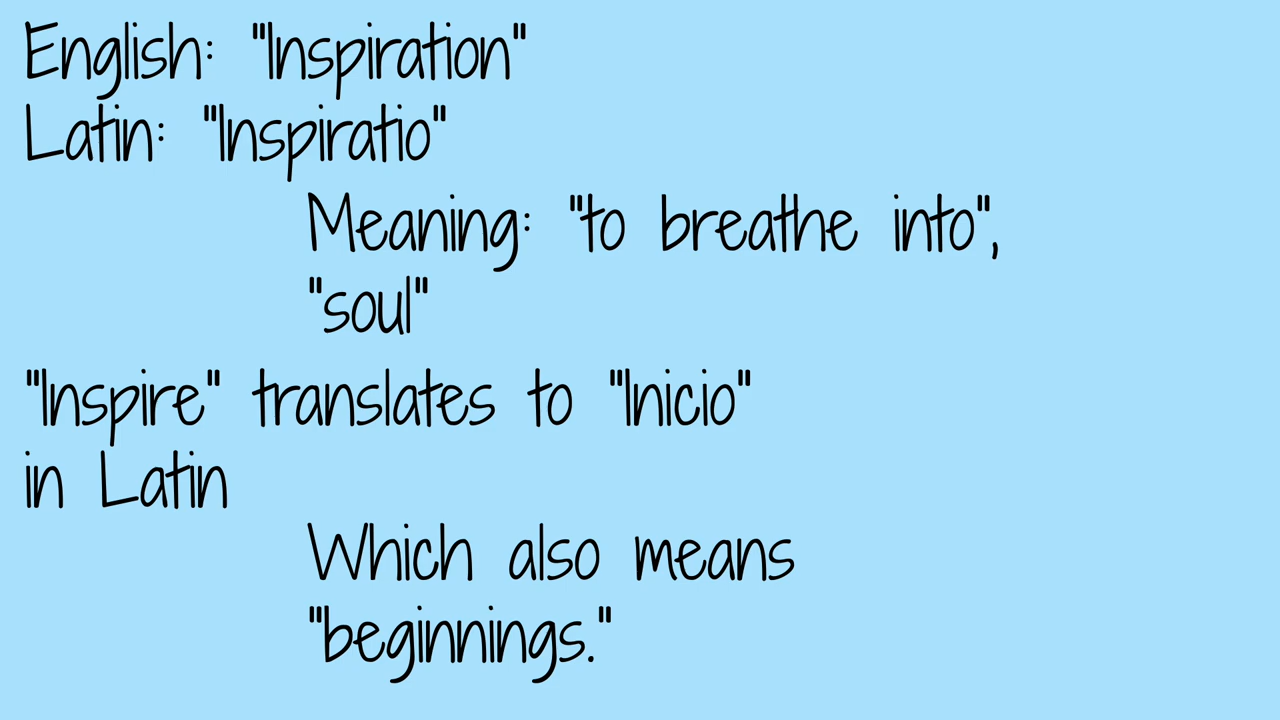 English: "Inspiration"
Latin: "Inspiratio"
Meaning: "to breathe into",
"soul"
"Inspire" translates to "Inicio"
in Latin
Which also means
"beginnings."